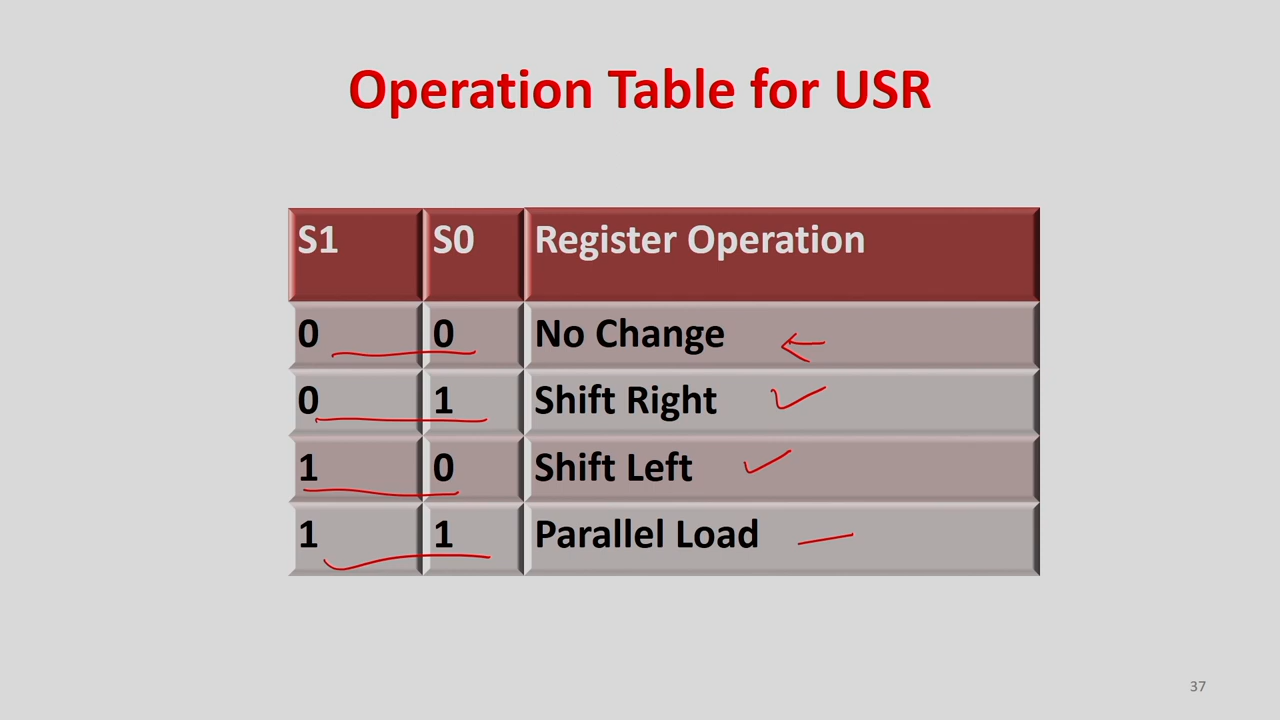 Operation Table for USR
S1 S0 Register Operation
0 0 No Change
0 1 Shift Right
1 0 Shift Left
1 1 Parallel Load
37